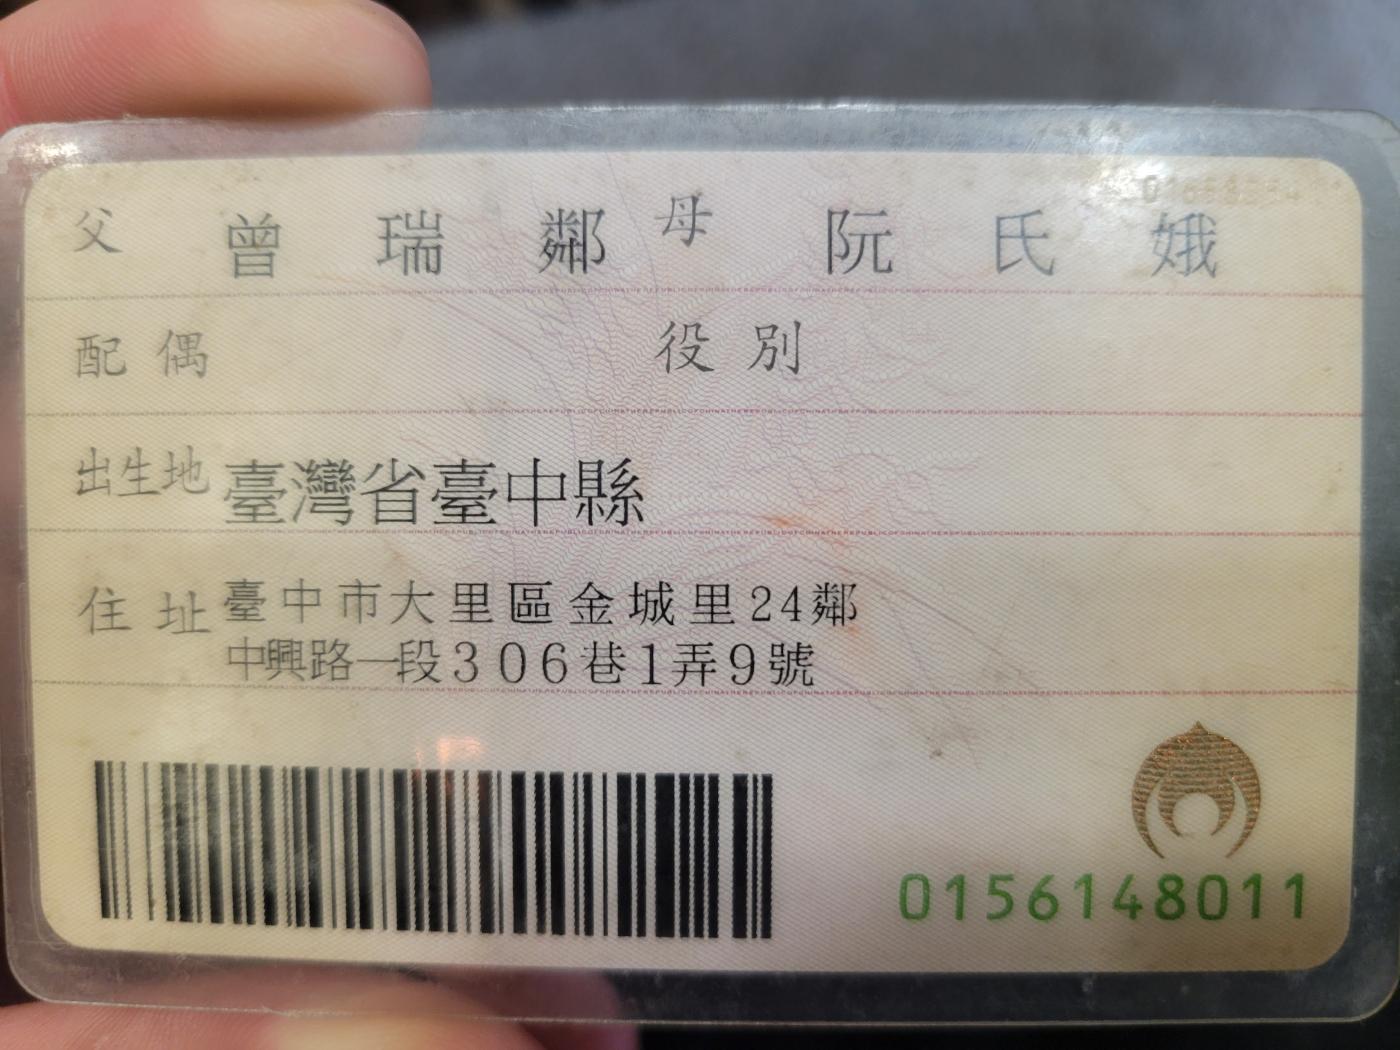 父 曾瑞鄰 母 阮氏娥
配偶 役別
出生地 臺灣省臺中縣
住址 臺中市大里區金城里24鄰
中興路一段306巷1弄9號
0156148011